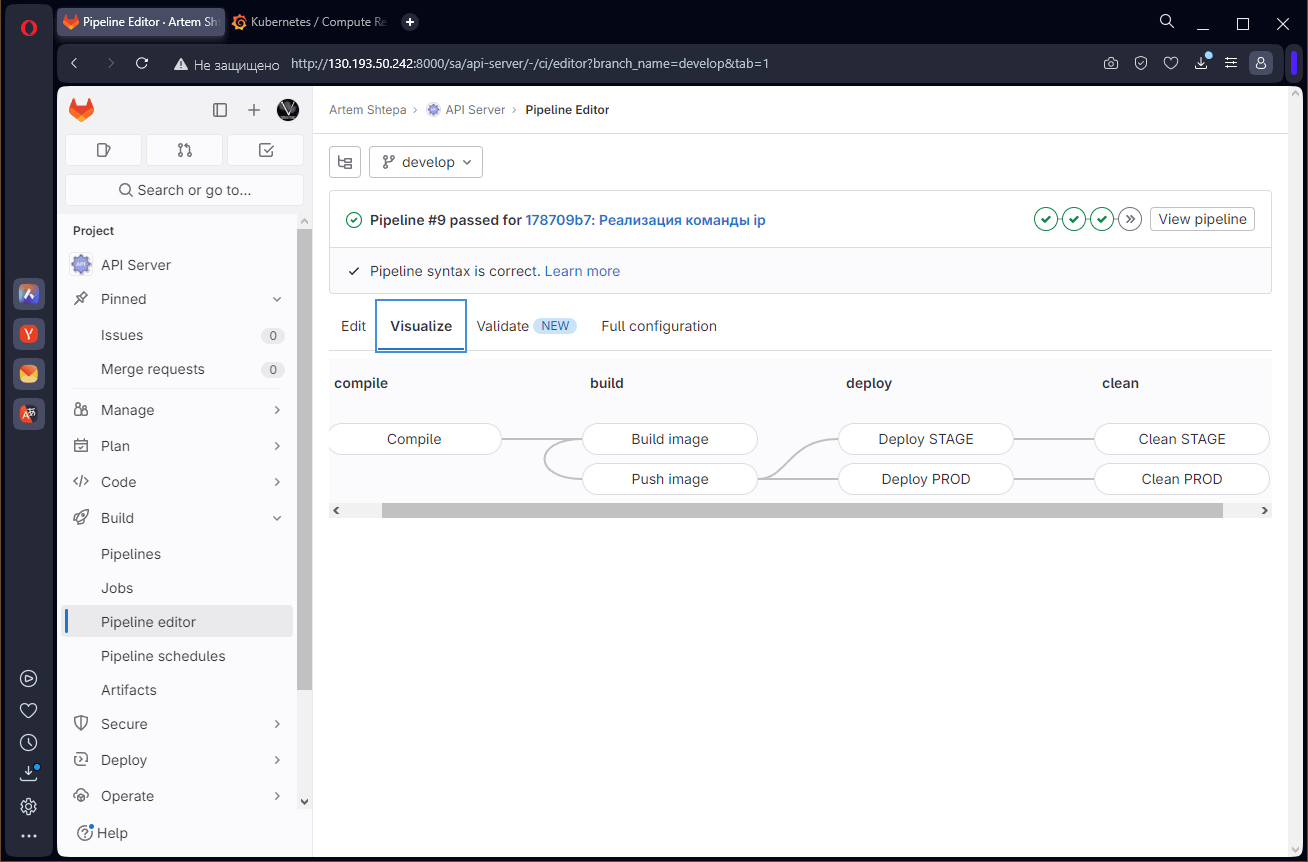 Pipeline Editor · Artem Sht
Kubernetes / Compute Re
Не защищено http://130.193.50.242:8000/sa/api-server/-/ci/editor?branch_name=develop&tab=1
Artem Shtepa › API Server › Pipeline Editor
Search or go to...
develop
Project
API Server
Pinned
Issues 0
Merge requests 0
Manage
Plan
Code
Build
Pipelines
Jobs
Pipeline editor
Pipeline schedules
Artifacts
Secure
Deploy
Operate
Help
Pipeline #9 passed for 178709b7: Реализация команды ip
View pipeline
Pipeline syntax is correct. Learn more
Edit Visualize Validate NEW Full configuration
compile build deploy clean
Compile Build image Deploy STAGE Clean STAGE
Push image Deploy PROD Clean PROD